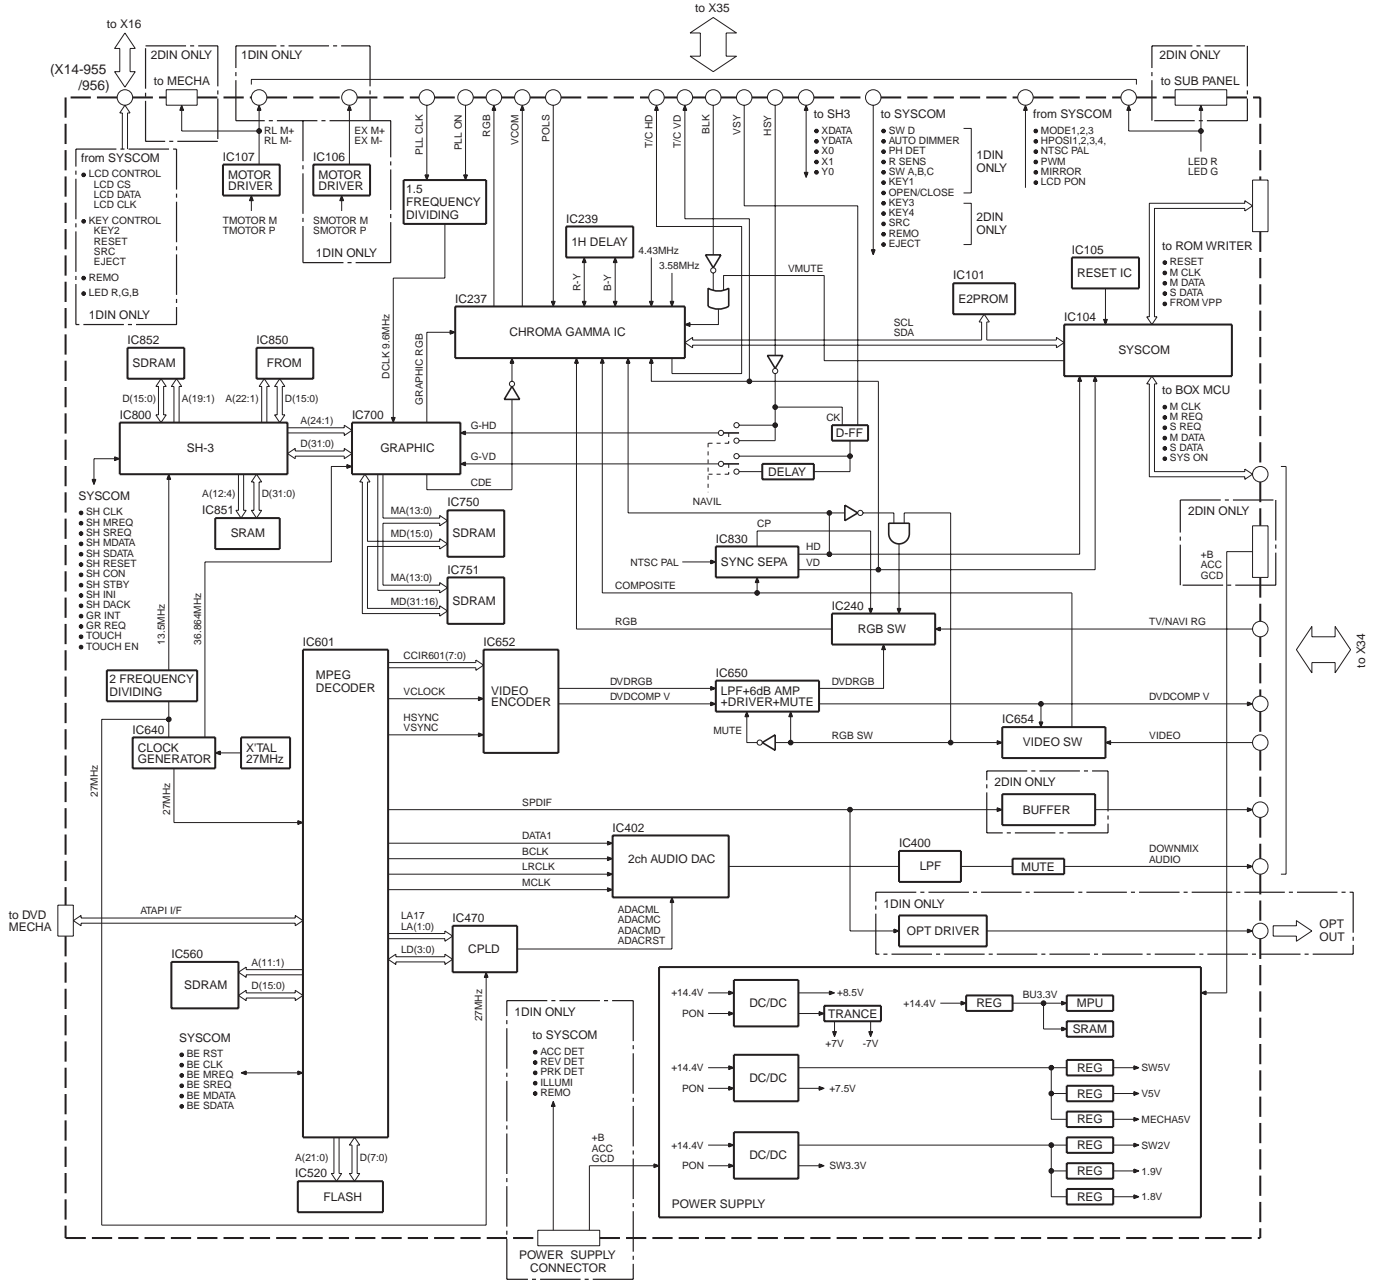 to X16
to X35
(X14-955
/956)
2DIN ONLY
to MECHA
1DIN ONLY
2DIN ONLY
to SUB PANEL
RL M+
RL M-
EX M+
EX M-
PLL CLK
PLL ON
RGB
VCOM
POLS
T/C HD
T/C VD
BLK
VSY
HSY
to SH3
XDATA
YDATA
X0
X1
Y0
to SYSCOM
SW D
AUTO DIMMER
PH DET
R SENS
SW A,B,C
KEY1
OPEN/CLOSE
KEY3
KEY4
SRC
REMO
EJECT
1DIN
ONLY
2DIN
ONLY
from SYSCOM
MODE1,2,3
HPOSI1,2,3,4,
NTSC PAL
PWM
MIRROR
LCD PON
LED R
LED G
from SYSCOM
LCD CONTROL
LCD CS
LCD DATA
LCD CLK
KEY CONTROL
KEY2
RESET
SRC
EJECT
REMO
LED R,G,B
1DIN ONLY
IC107
MOTOR
DRIVER
TMOTOR M
TMOTOR P
IC106
MOTOR
DRIVER
SMOTOR M
SMOTOR P
1DIN ONLY
1.5
FREQUENCY
DIVIDING
IC239
1H DELAY
R-Y
B-Y
4.43MHz
3.58MHz
VMUTE
IC237
CHROMA GAMMA IC
SCL
SDA
IC101
E2PROM
IC105
RESET IC
IC104
SYSCOM
to ROM WRITER
RESET
M CLK
M DATA
S DATA
FROM VPP
to BOX MCU
M CLK
M REQ
S REQ
M DATA
S DATA
SYS ON
IC852
SDRAM
IC850
FROM
D(15:0)
A(19:1)
A(22:1)
D(15:0)
IC800
SH-3
A(24:1)
D(31:0)
DCLK 9.6MHz
GRAPHIC RGB
IC700
GRAPHIC
G-HD
G-VD
CDE
CK
D-FF
DELAY
NAVIL
A(12:4)
D(31:0)
IC851
SRAM
SYSCOM
SH CLK
SH MREQ
SH SREQ
SH MDATA
SH SDATA
SH RESET
SH CON
SH STBY
SH INI
SH DACK
GR INT
GR REQ
TOUCH
TOUCH EN
MA(13:0)
MD(15:0)
IC750
SDRAM
MA(13:0)
MD(31:16)
IC751
SDRAM
13.5MHz
36.864MHz
NTSC PAL
IC830
SYNC SEPA
CP
HD
VD
COMPOSITE
2DIN ONLY
+B
ACC
GCD
RGB
IC240
RGB SW
TV/NAVI RG
to X34
2 FREQUENCY
DIVIDING
IC640
CLOCK
GENERATOR
X'TAL
27MHz
27MHz
27MHz
IC601
MPEG
DECODER
CCIR601(7:0)
VCLOCK
HSYNC
VSYNC
IC652
VIDEO
ENCODER
DVDRGB
DVDCOMP V
IC650
LPF+6dB AMP
+DRIVER+MUTE
DVDRGB
DVDCOMP V
MUTE
RGB SW
IC654
VIDEO SW
VIDEO
SPDIF
2DIN ONLY
BUFFER
DATA1
BCLK
LRCLK
MCLK
IC402
2ch AUDIO DAC
IC400
LPF
MUTE
DOWNMIX
AUDIO
to DVD
MECHA
ATAPI I/F
LA17
LA(1:0)
LD(3:0)
IC470
CPLD
ADACML
ADACMC
ADACMD
ADACRST
1DIN ONLY
OPT DRIVER
OPT
OUT
IC560
SDRAM
A(11:1)
D(15:0)
27MHz
SYSCOM
BE RST
BE CLK
BE MREQ
BE SREQ
BE MDATA
BE SDATA
A(21:0)
D(7:0)
IC520
FLASH
1DIN ONLY
to SYSCOM
ACC DET
REV DET
PRK DET
ILLUMI
REMO
+B
ACC
GCD
POWER SUPPLY
CONNECTOR
+14.4V
PON
DC/DC
+8.5V
TRANCE
+7V
-7V
+14.4V
REG
BU3.3V
MPU
SRAM
+14.4V
PON
DC/DC
+7.5V
REG
SW5V
REG
V5V
REG
MECHA5V
+14.4V
PON
DC/DC
SW3.3V
REG
SW2V
REG
1.9V
REG
1.8V
POWER SUPPLY